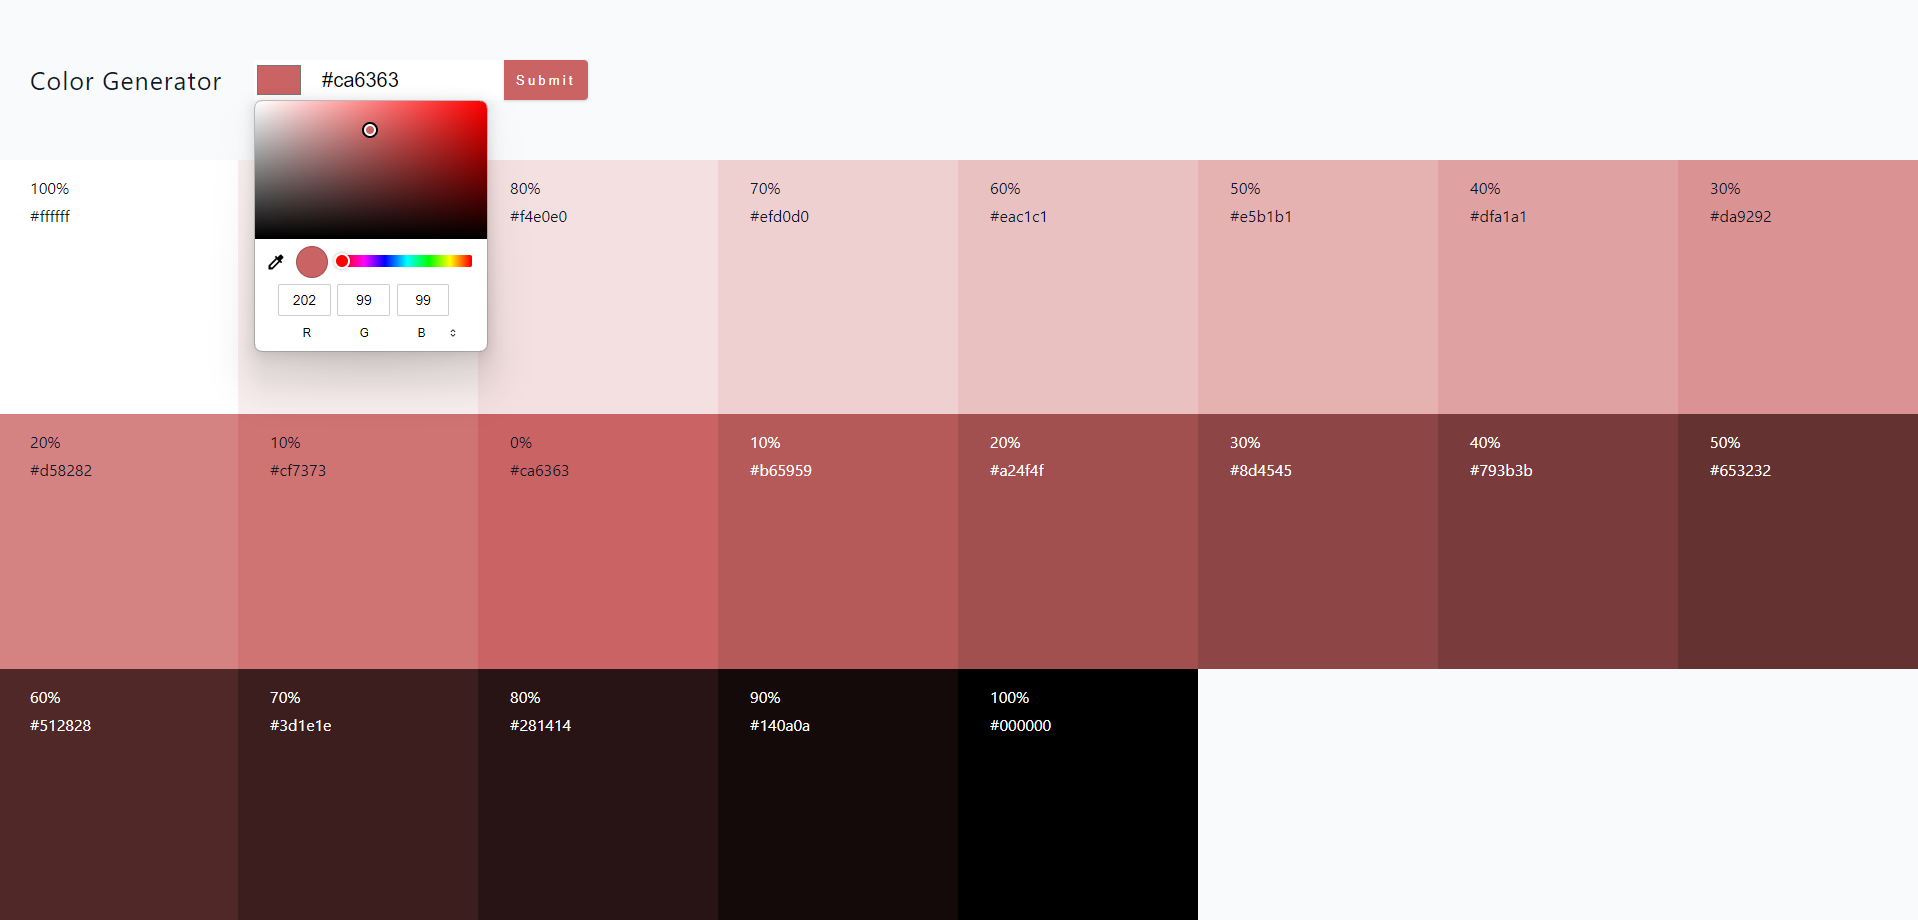 Color Generator
#ca6363
Submit
202 99 99
R G B
100%
#ffffff
80%
#f4e0e0
70%
#efd0d0
60%
#eac1c1
50%
#e5b1b1
40%
#dfa1a1
30%
#da9292
20%
#d58282
10%
#cf7373
0%
#ca6363
10%
#b65959
20%
#a24f4f
30%
#8d4545
40%
#793b3b
50%
#653232
60%
#512828
70%
#3d1e1e
80%
#281414
90%
#140a0a
100%
#000000